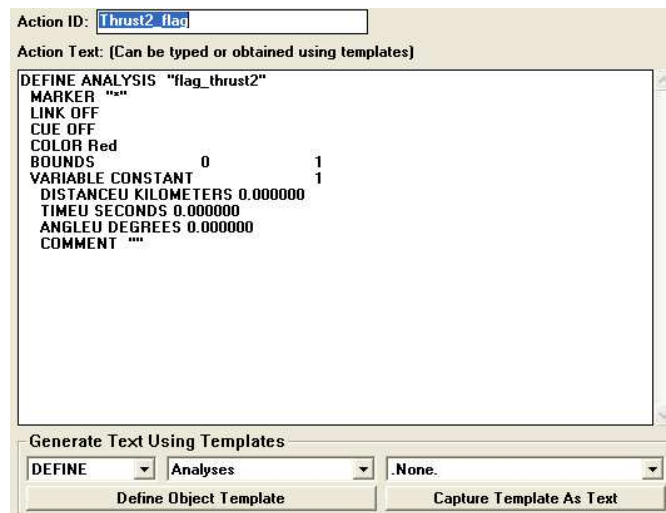 Action ID: Thrust2_flag
Action Text: (Can be typed or obtained using templates)
DEFINE ANALYSIS "flag_thrust2"
MARKER "*"
LINK OFF
CUE OFF
COLOR Red
BOUNDS 0 1
VARIABLE CONSTANT 1
DISTANCEU KILOMETERS 0.000000
TIMEU SECONDS 0.000000
ANGLEU DEGREES 0.000000
COMMENT ""
Generate Text Using Templates
DEFINE Analyses .None.
Define Object Template Capture Template As Text